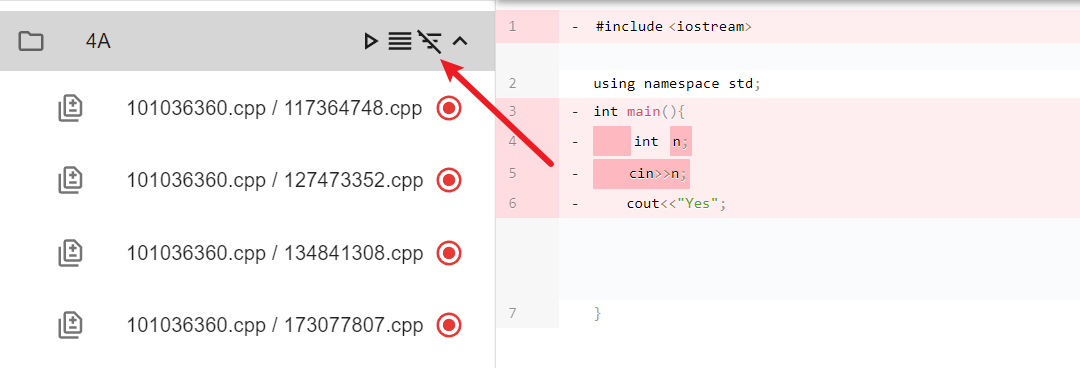 4A
101036360.cpp / 117364748.cpp
101036360.cpp / 127473352.cpp
101036360.cpp / 134841308.cpp
101036360.cpp / 173077807.cpp
1 - #include <iostream>
2 using namespace std;
3 - int main(){
4 - int n;
5 - cin>>n;
6 - cout<<"Yes";
7 }